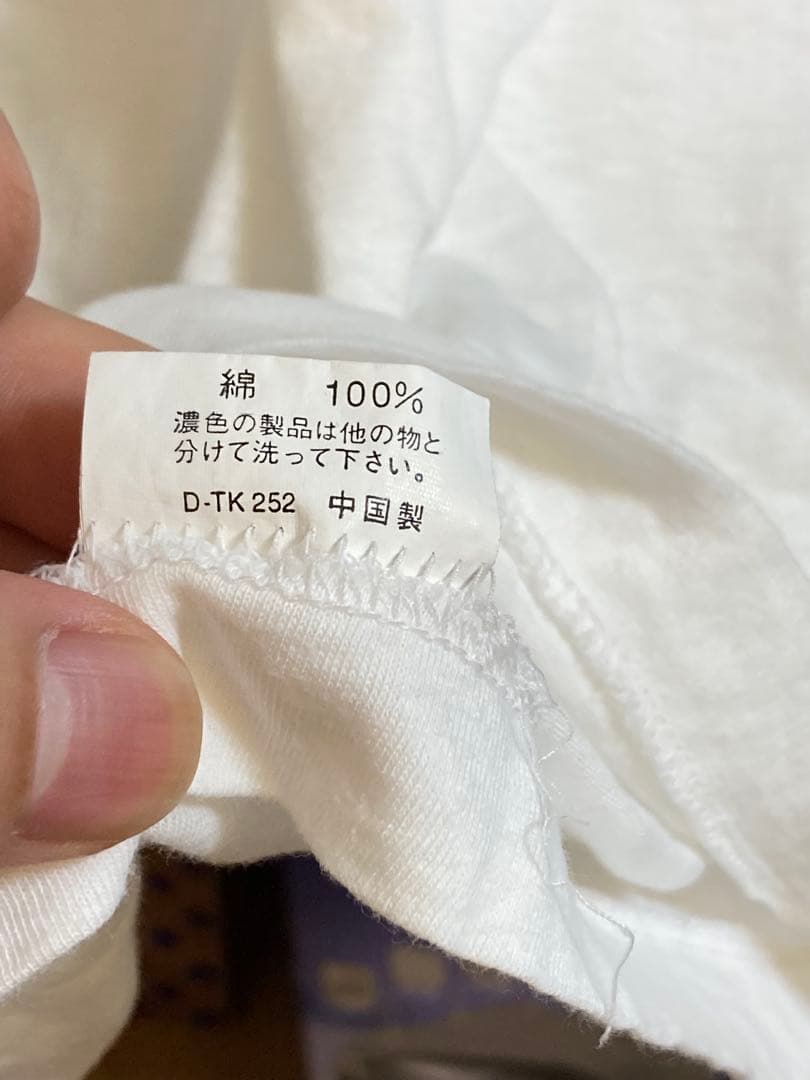 綿 100%
濃色の製品は他の物と
分けて洗って下さい。
D-TK 252 中国製